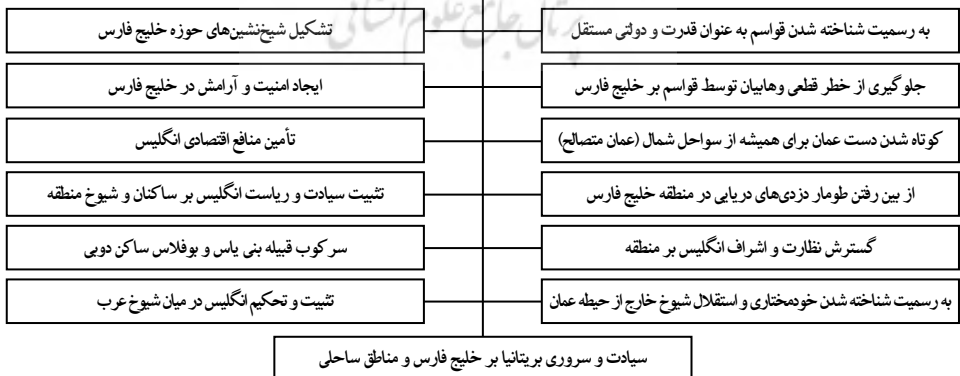 پرتال جامع علوم انسانی
به رسمیت شناخته شدن قواسم به عنوان قدرت و دولتی مستقل
تشکیل شیخ‌نشین‌های حوزه خلیج فارس
جلوگیری از خطر قطعی وهابیان توسط قواسم بر خلیج فارس
ایجاد امنیت و آرامش در خلیج فارس
کوتاه شدن دست عمان برای همیشه از سواحل شمال (عمان متصالح)
تأمین منافع اقتصادی انگلیس
از بین رفتن طومار دزدی‌های دریایی در منطقه خلیج فارس
تثبیت سیادت و ریاست انگلیس بر ساکنان و شیوخ منطقه
گسترش نظارت و اشراف انگلیس بر منطقه
سرکوب قبیله بنی یاس و بوفلاس ساکن دوبی
به رسمیت شناخته شدن خودمختاری و استقلال شیوخ خارج از حیطه عمان
تثبیت و تحکیم انگلیس در میان شیوخ عرب
سیادت و سروری بریتانیا بر خلیج فارس و مناطق ساحلی